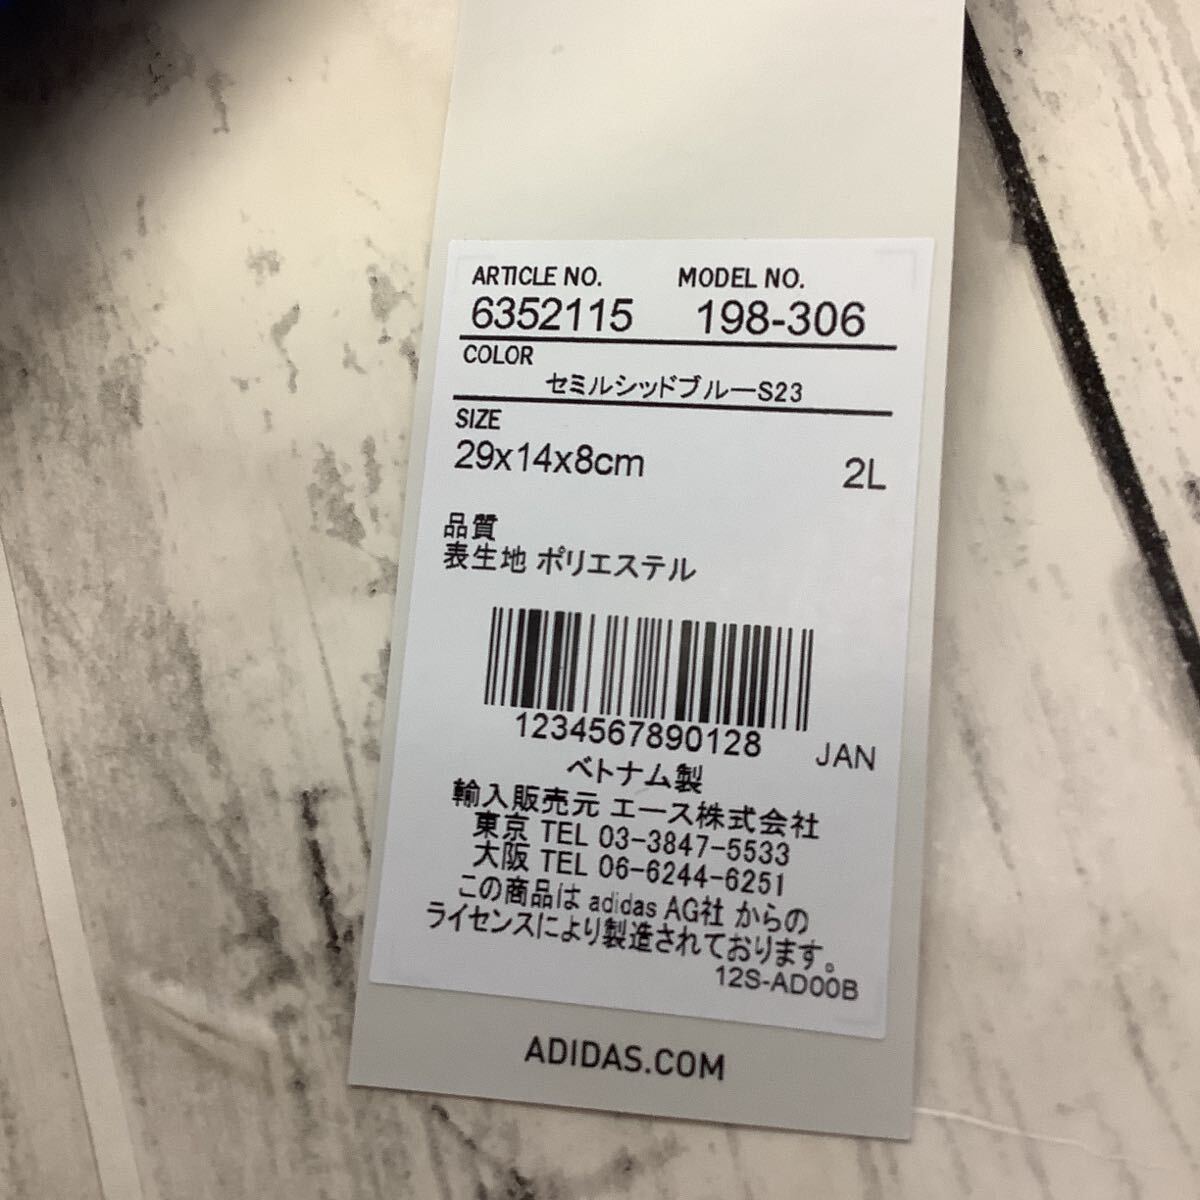 ARTICLE NO. MODEL NO.
6352115 198-306
COLOR
セミルシッドブルーS23
SIZE
29x14x8cm 2L
品質
表生地 ポリエステル
1234567890128 JAN
ベトナム製
輸入販売元 エース株式会社
東京 TEL 03-3847-5533
大阪 TEL 06-6244-6251
この商品は adidas AG社 からの
ライセンスにより製造されております。
12S-AD00B
ADIDAS.COM